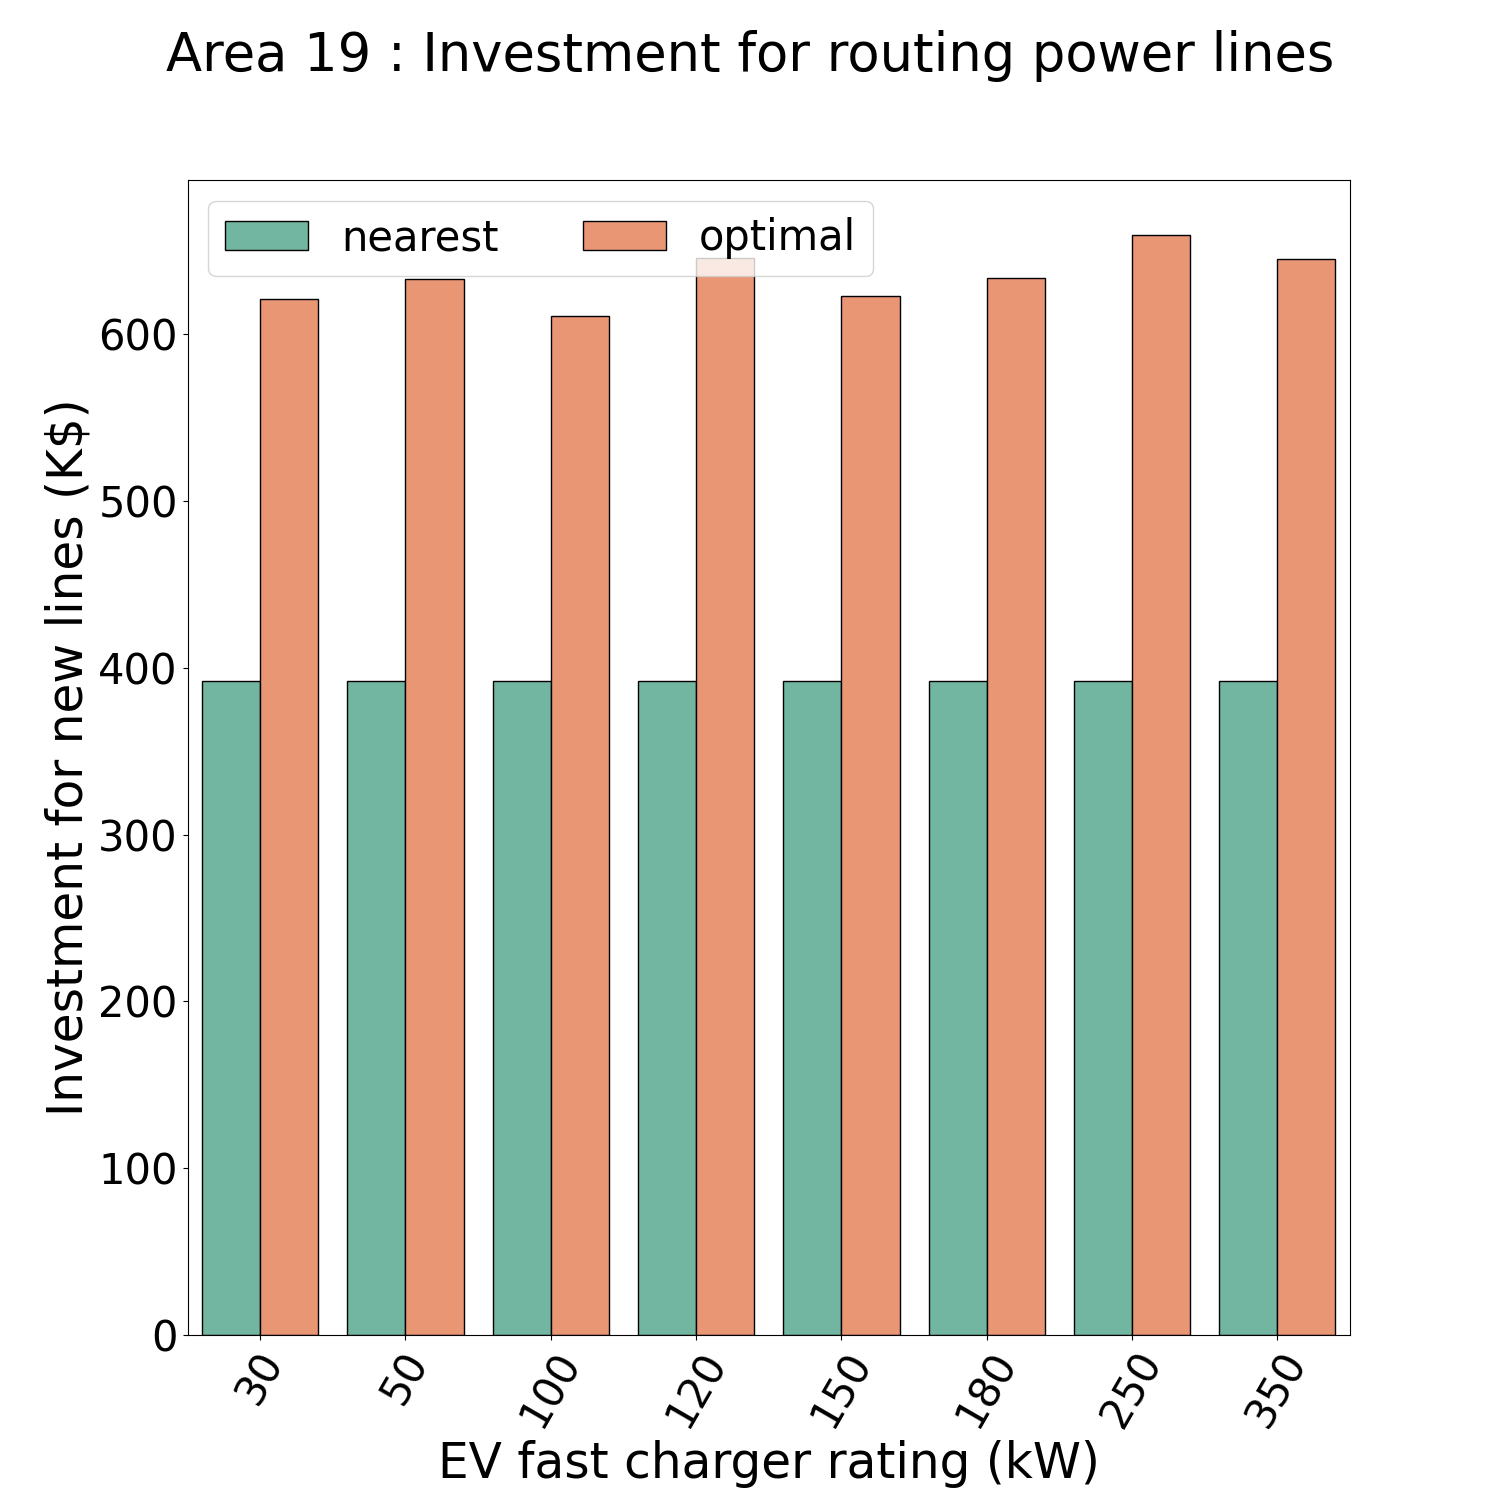 Area 19 : Investment for routing power lines
nearest optimal
600
500
400
300
200
100
0
Investment for new lines (K$)
30 50 100 120 150 180 250 350
EV fast charger rating (kW)